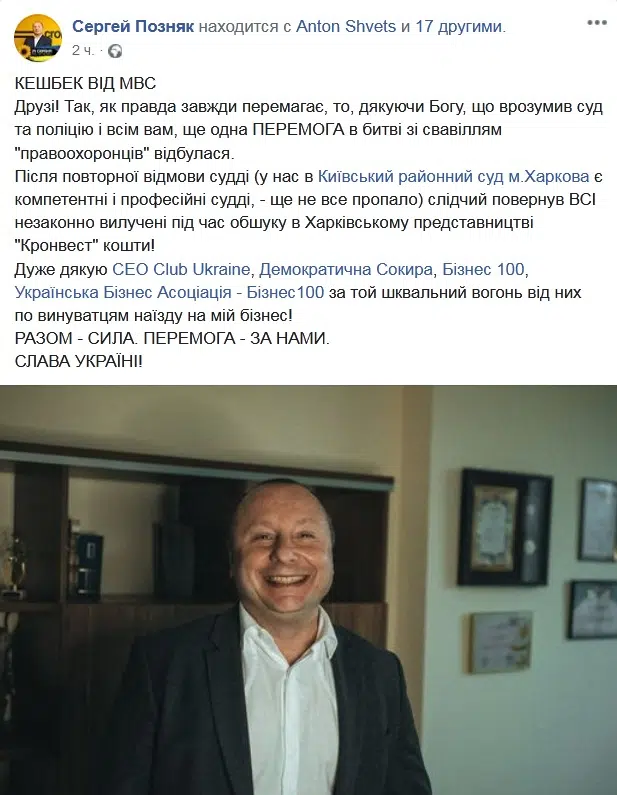 Сергей Позняк находится с Anton Shvets и 17 другими.
2 ч. ·
КЕШБЕК ВІД МВС
Друзі! Так, як правда завжди перемагає, то, дякуючи Богу, що врозумив суд
та поліцію і всім вам, ще одна ПЕРЕМОГА в битві зі свавіллям
"правоохоронців" відбулася.
Після повторної відмови судді (у нас в Київський районний суд м.Харкова є
компетентні і професійні судді, - ще не все пропало) слідчий повернув ВСІ
незаконно вилучені під час обшуку в Харківському представництві
"Кронвест" кошти!
Дуже дякую CEO Club Ukraine, Демократична Сокира, Бізнес 100,
Українська Бізнес Асоціація - Бізнес100 за той шквальний вогонь від них
по винуватцям наїзду на мій бізнес!
РАЗОМ - СИЛА. ПЕРЕМОГА - ЗА НАМИ.
СЛАВА УКРАЇНІ!